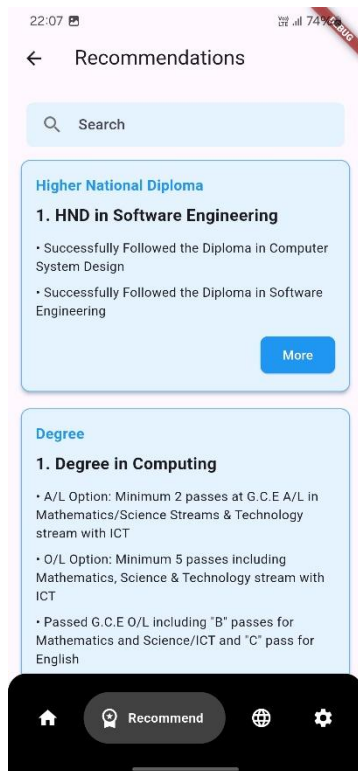 22:07
Vo)) LTE 74%
DEBUG
Recommendations
Search
Higher National Diploma
1. HND in Software Engineering
• Successfully Followed the Diploma in Computer
System Design
• Successfully Followed the Diploma in Software
Engineering
More
Degree
1. Degree in Computing
• A/L Option: Minimum 2 passes at G.C.E A/L in
Mathematics/Science Streams & Technology
stream with ICT
• O/L Option: Minimum 5 passes including
Mathematics, Science & Technology stream with
ICT
• Passed G.C.E O/L including "B" passes for
Mathematics and Science/ICT and "C" pass for
English
Recommend